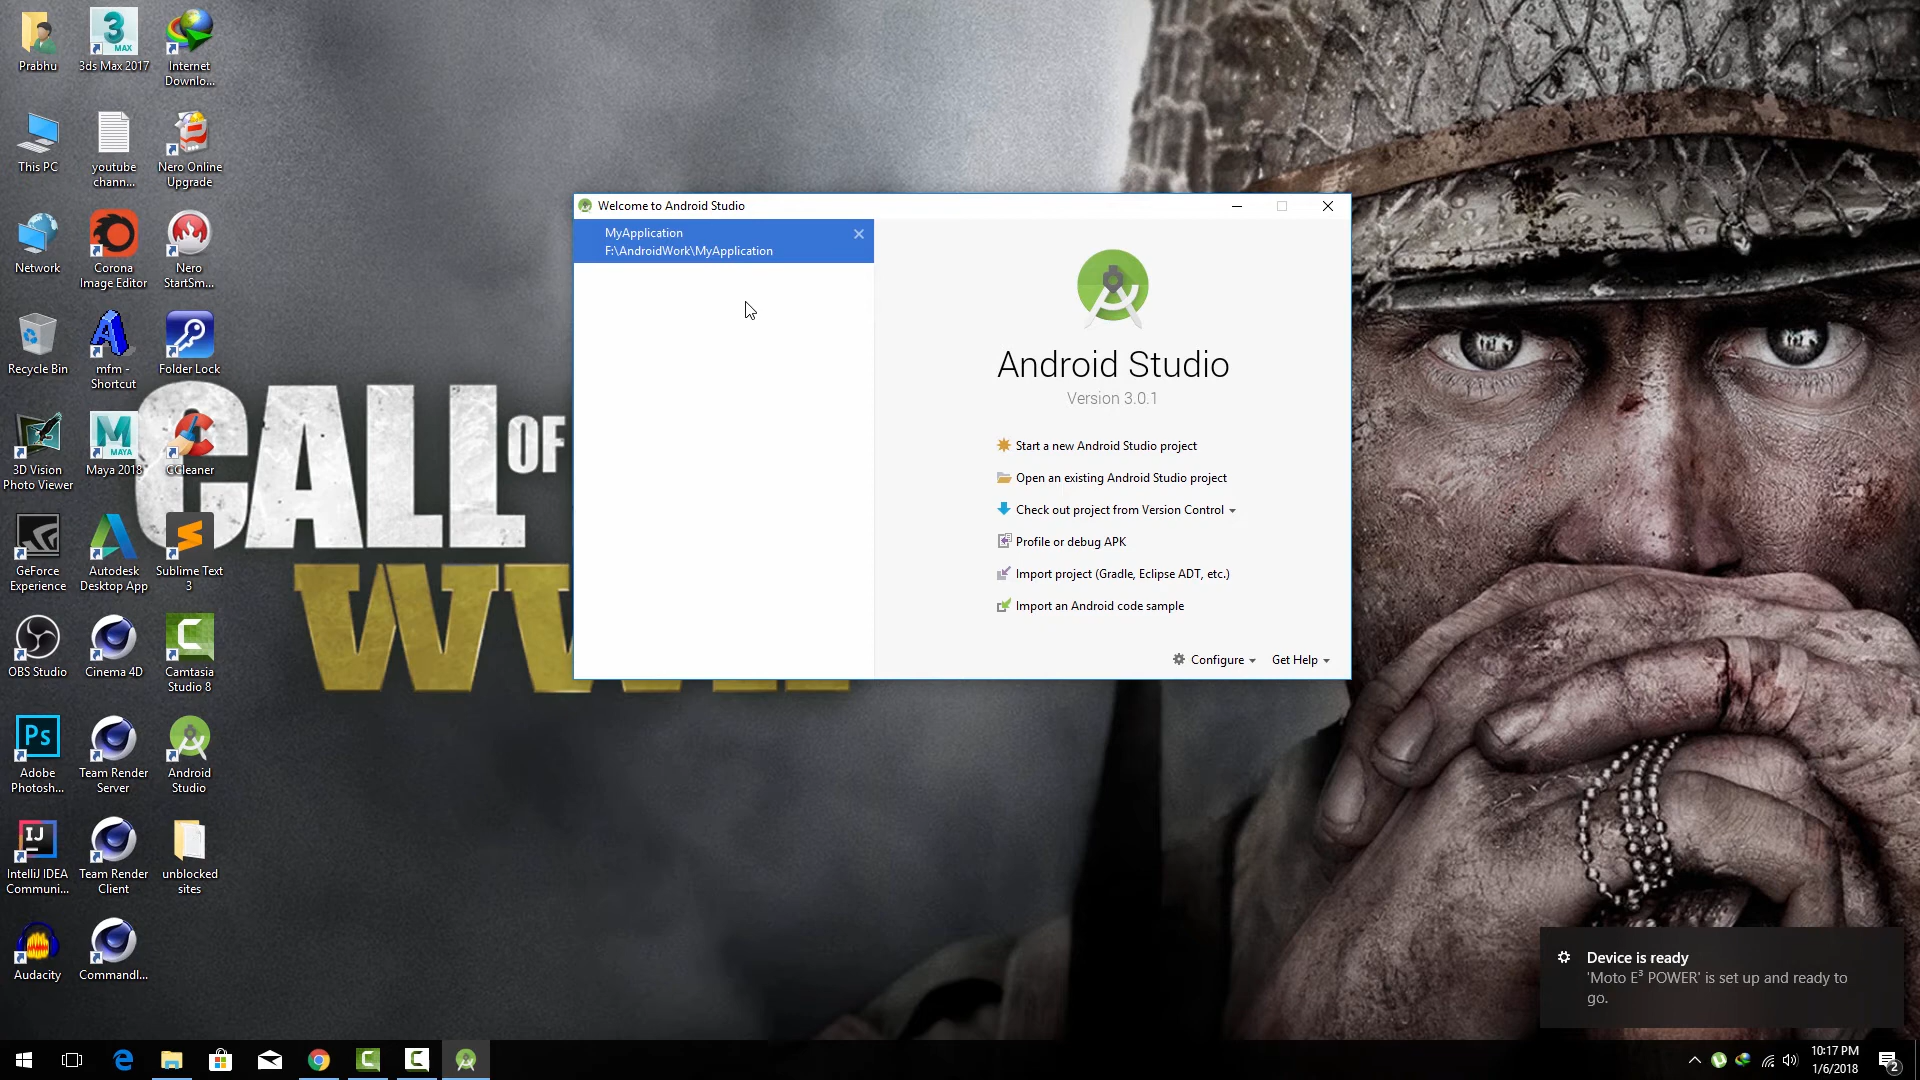 Prabhu
3ds Max 2017
Internet
Downlo...
This PC
youtube
chann...
Nero Online
Upgrade
Network
Corona
Image Editor
Nero
StartSm...
Recycle Bin
mfm -
Shortcut
Folder Lock
3D Vision
Photo Viewer
Maya 2018
CCleaner
GeForce
Experience
Autodesk
Desktop App
Sublime Text
3
OBS Studio
Cinema 4D
Camtasia
Studio 8
Adobe
Photosh...
Team Render
Server
Android
Studio
IntelliJ IDEA
Communi...
Team Render
Client
unblocked
sites
Audacity
Commandl...
3
MAX
M
MAYA
Ps
IJ
CALL OF
Welcome to Android Studio
MyApplication
F:\AndroidWork\MyApplication
Android Studio
Version 3.0.1
Start a new Android Studio project
Open an existing Android Studio project
Check out project from Version Control
Profile or debug APK
Import project (Gradle, Eclipse ADT, etc.)
Import an Android code sample
Configure
Get Help
Device is ready
'Moto E³ POWER' is set up and ready to
go.
10:17 PM
1/6/2018
2